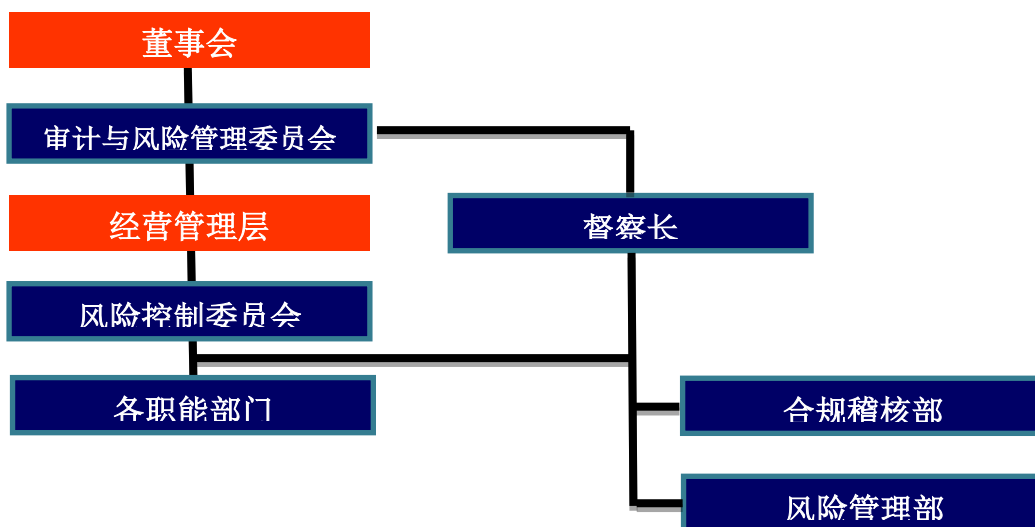 董事会
审计与风险管理委员会
经营管理层
督察长
风险控制委员会
各职能部门
合规稽核部
风险管理部